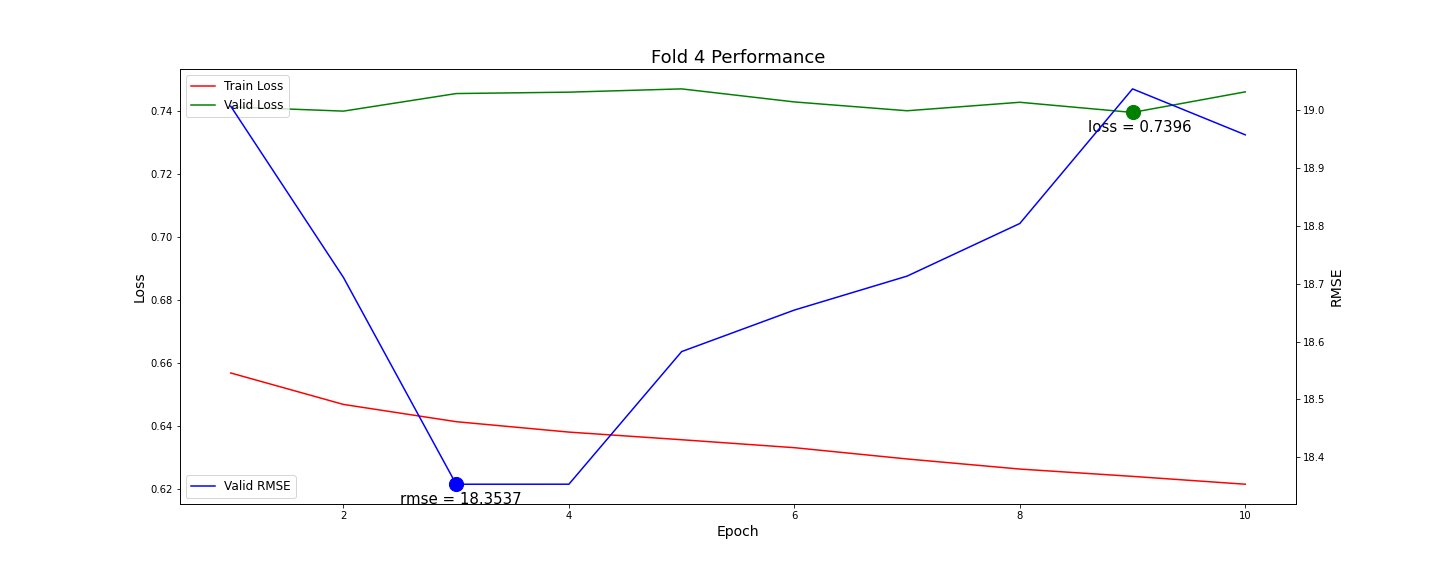 Fold 4 Performance
Train Loss
Valid Loss
0.74
0.72
0.70
0.68
0.66
0.64
0.62
Loss
19.0
18.9
18.8
18.7
18.6
18.5
18.4
RMSE
loss = 0.7396
Valid RMSE
rmse = 18.3537
2
4
6
8
10
Epoch